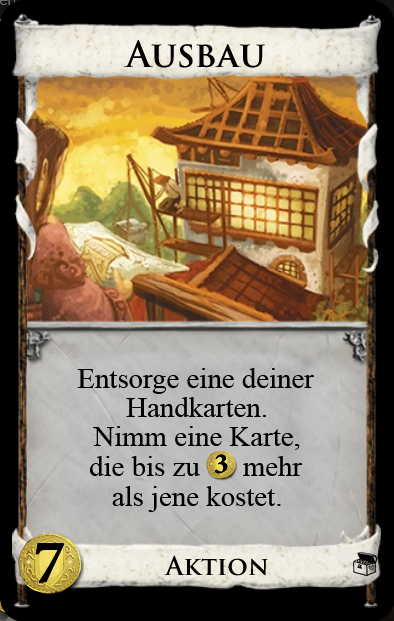 AUSBAU
Entsorge eine deiner
Handkarten.
Nimm eine Karte,
die bis zu 3 mehr
als jene kostet.
7
AKTION